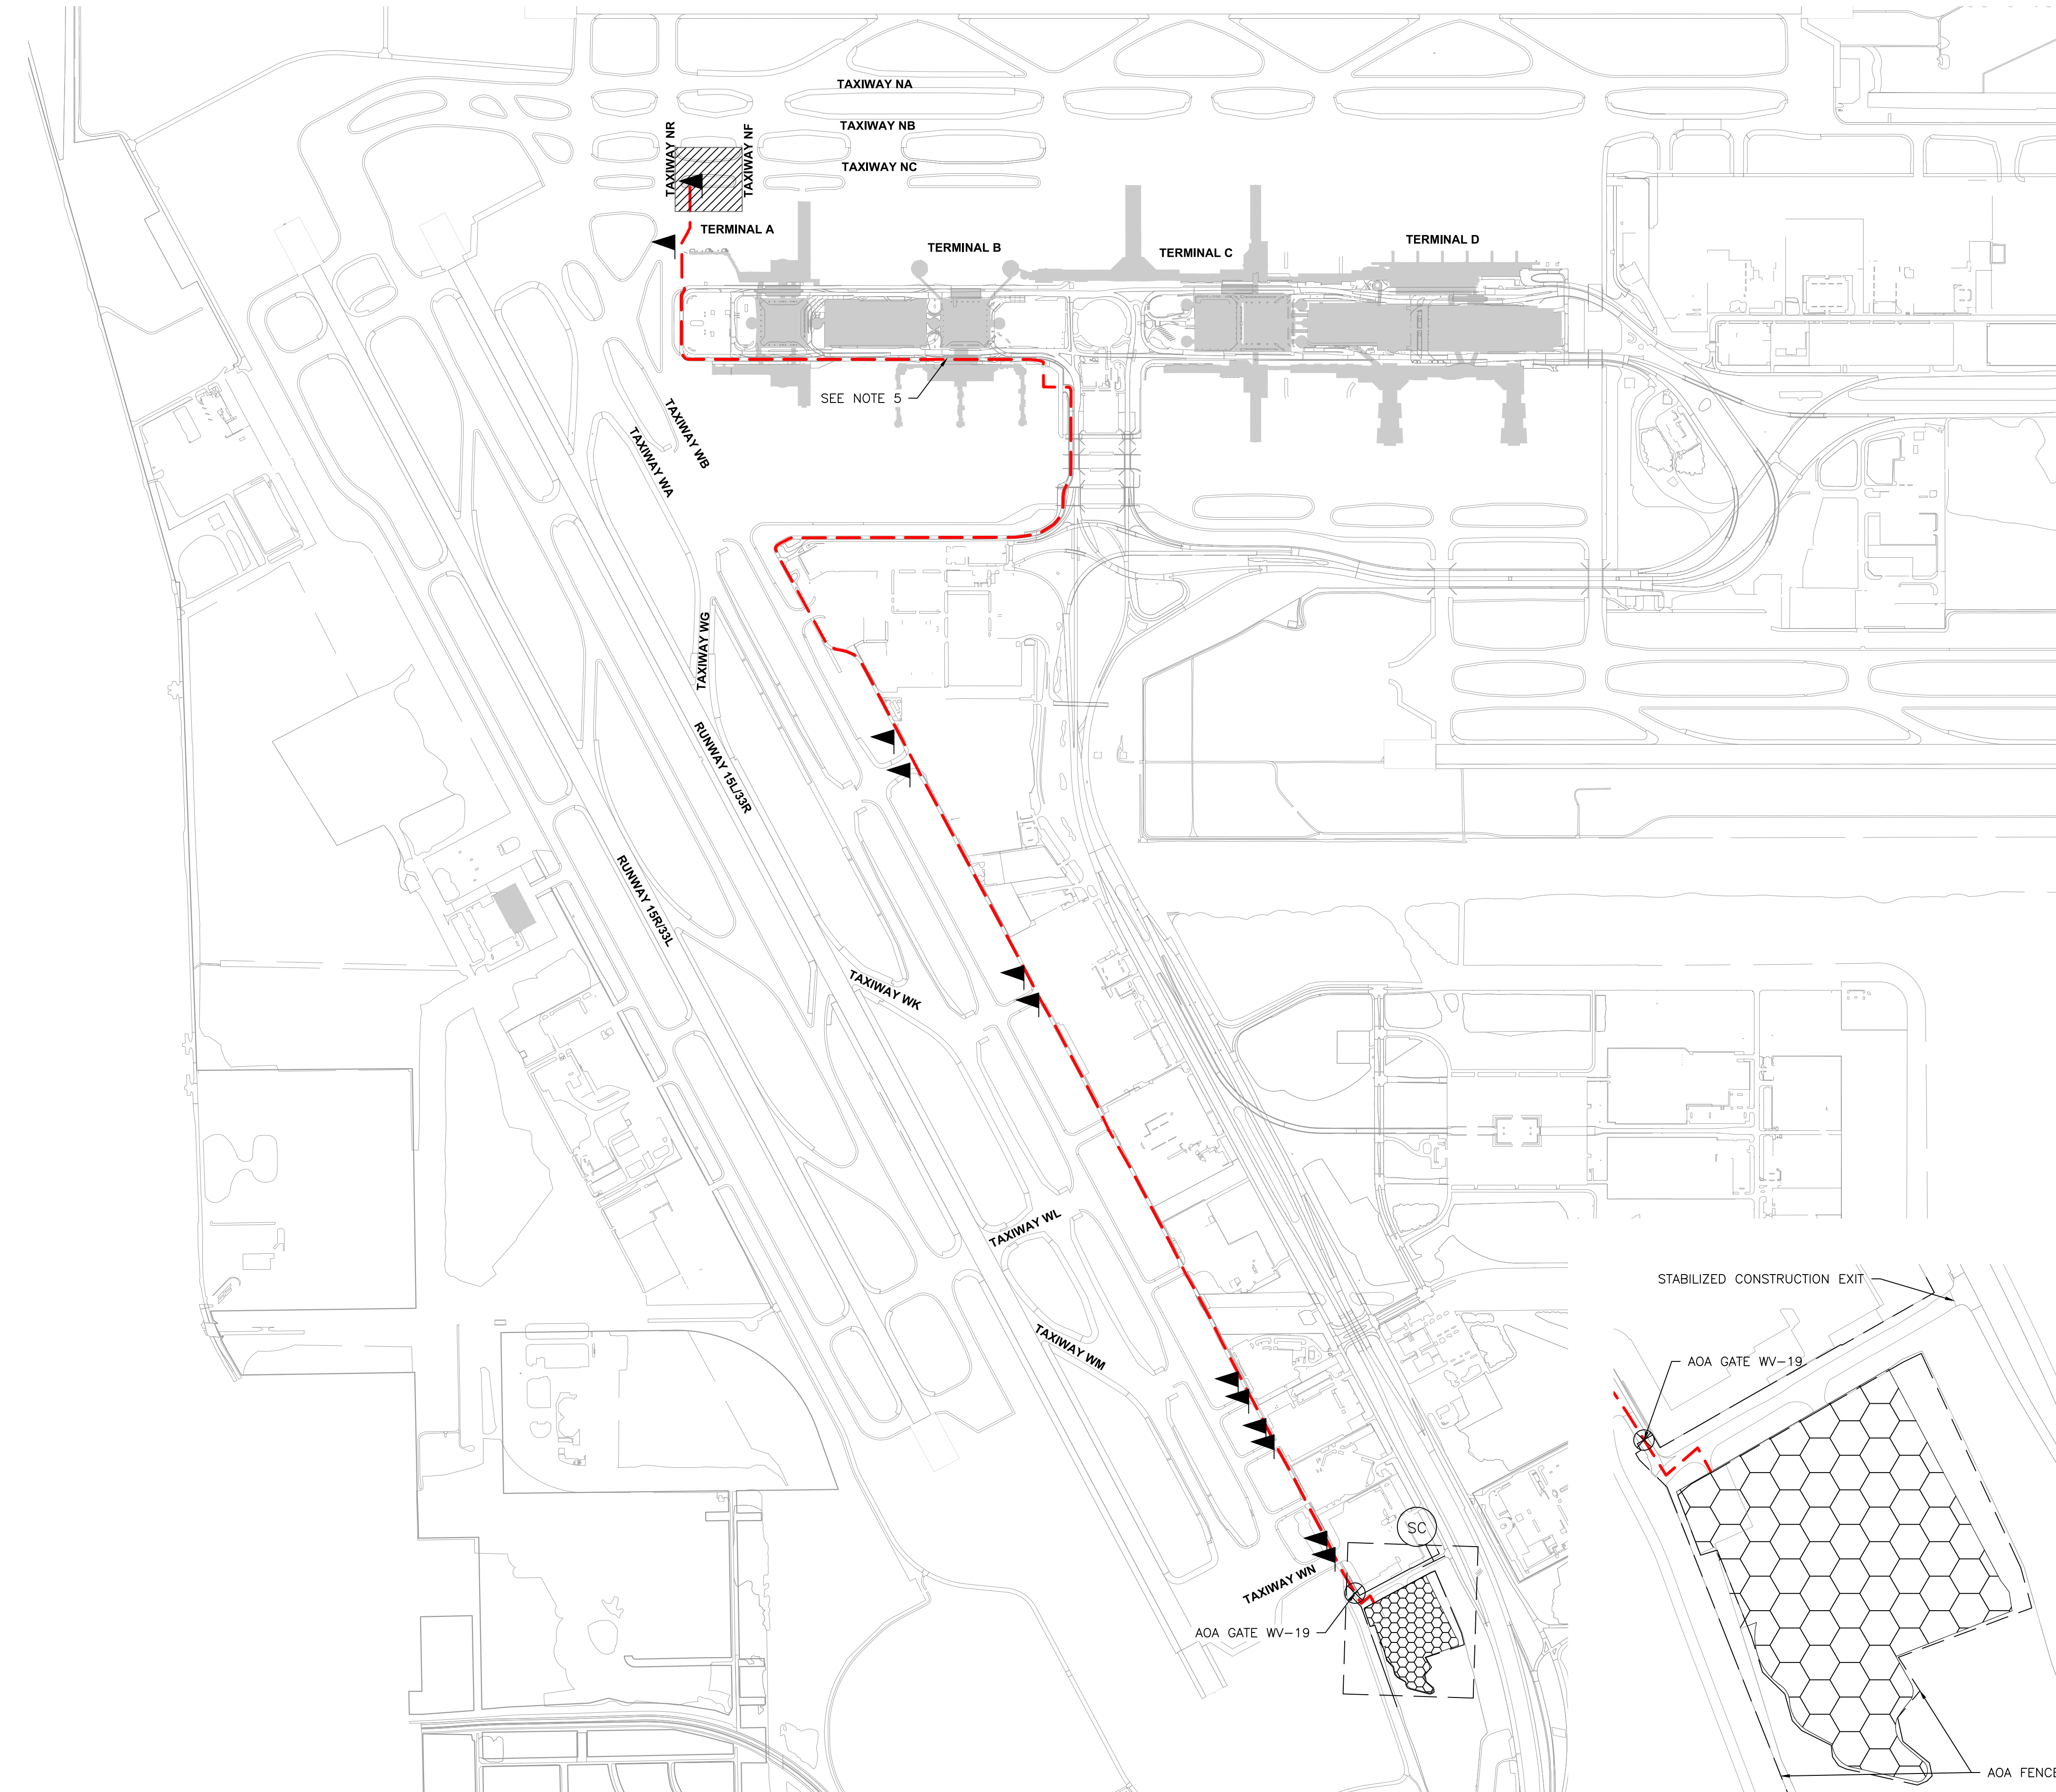 TAXIWAY NA
TAXIWAY NB
TAXIWAY NC
TAXIWAY NR
TAXIWAY NF
TERMINAL A
TERMINAL B
TERMINAL C
TERMINAL D
SEE NOTE 5
TAXIWAY WB
TAXIWAY WA
TAXIWAY WG
RUNWAY 15L/33R
RUNWAY 15R/33L
TAXIWAY WK
TAXIWAY WL
TAXIWAY WM
STABILIZED CONSTRUCTION EXIT
AOA GATE WV-19
SC
TAXIWAY WN
AOA GATE WV-19
AOA FENCE